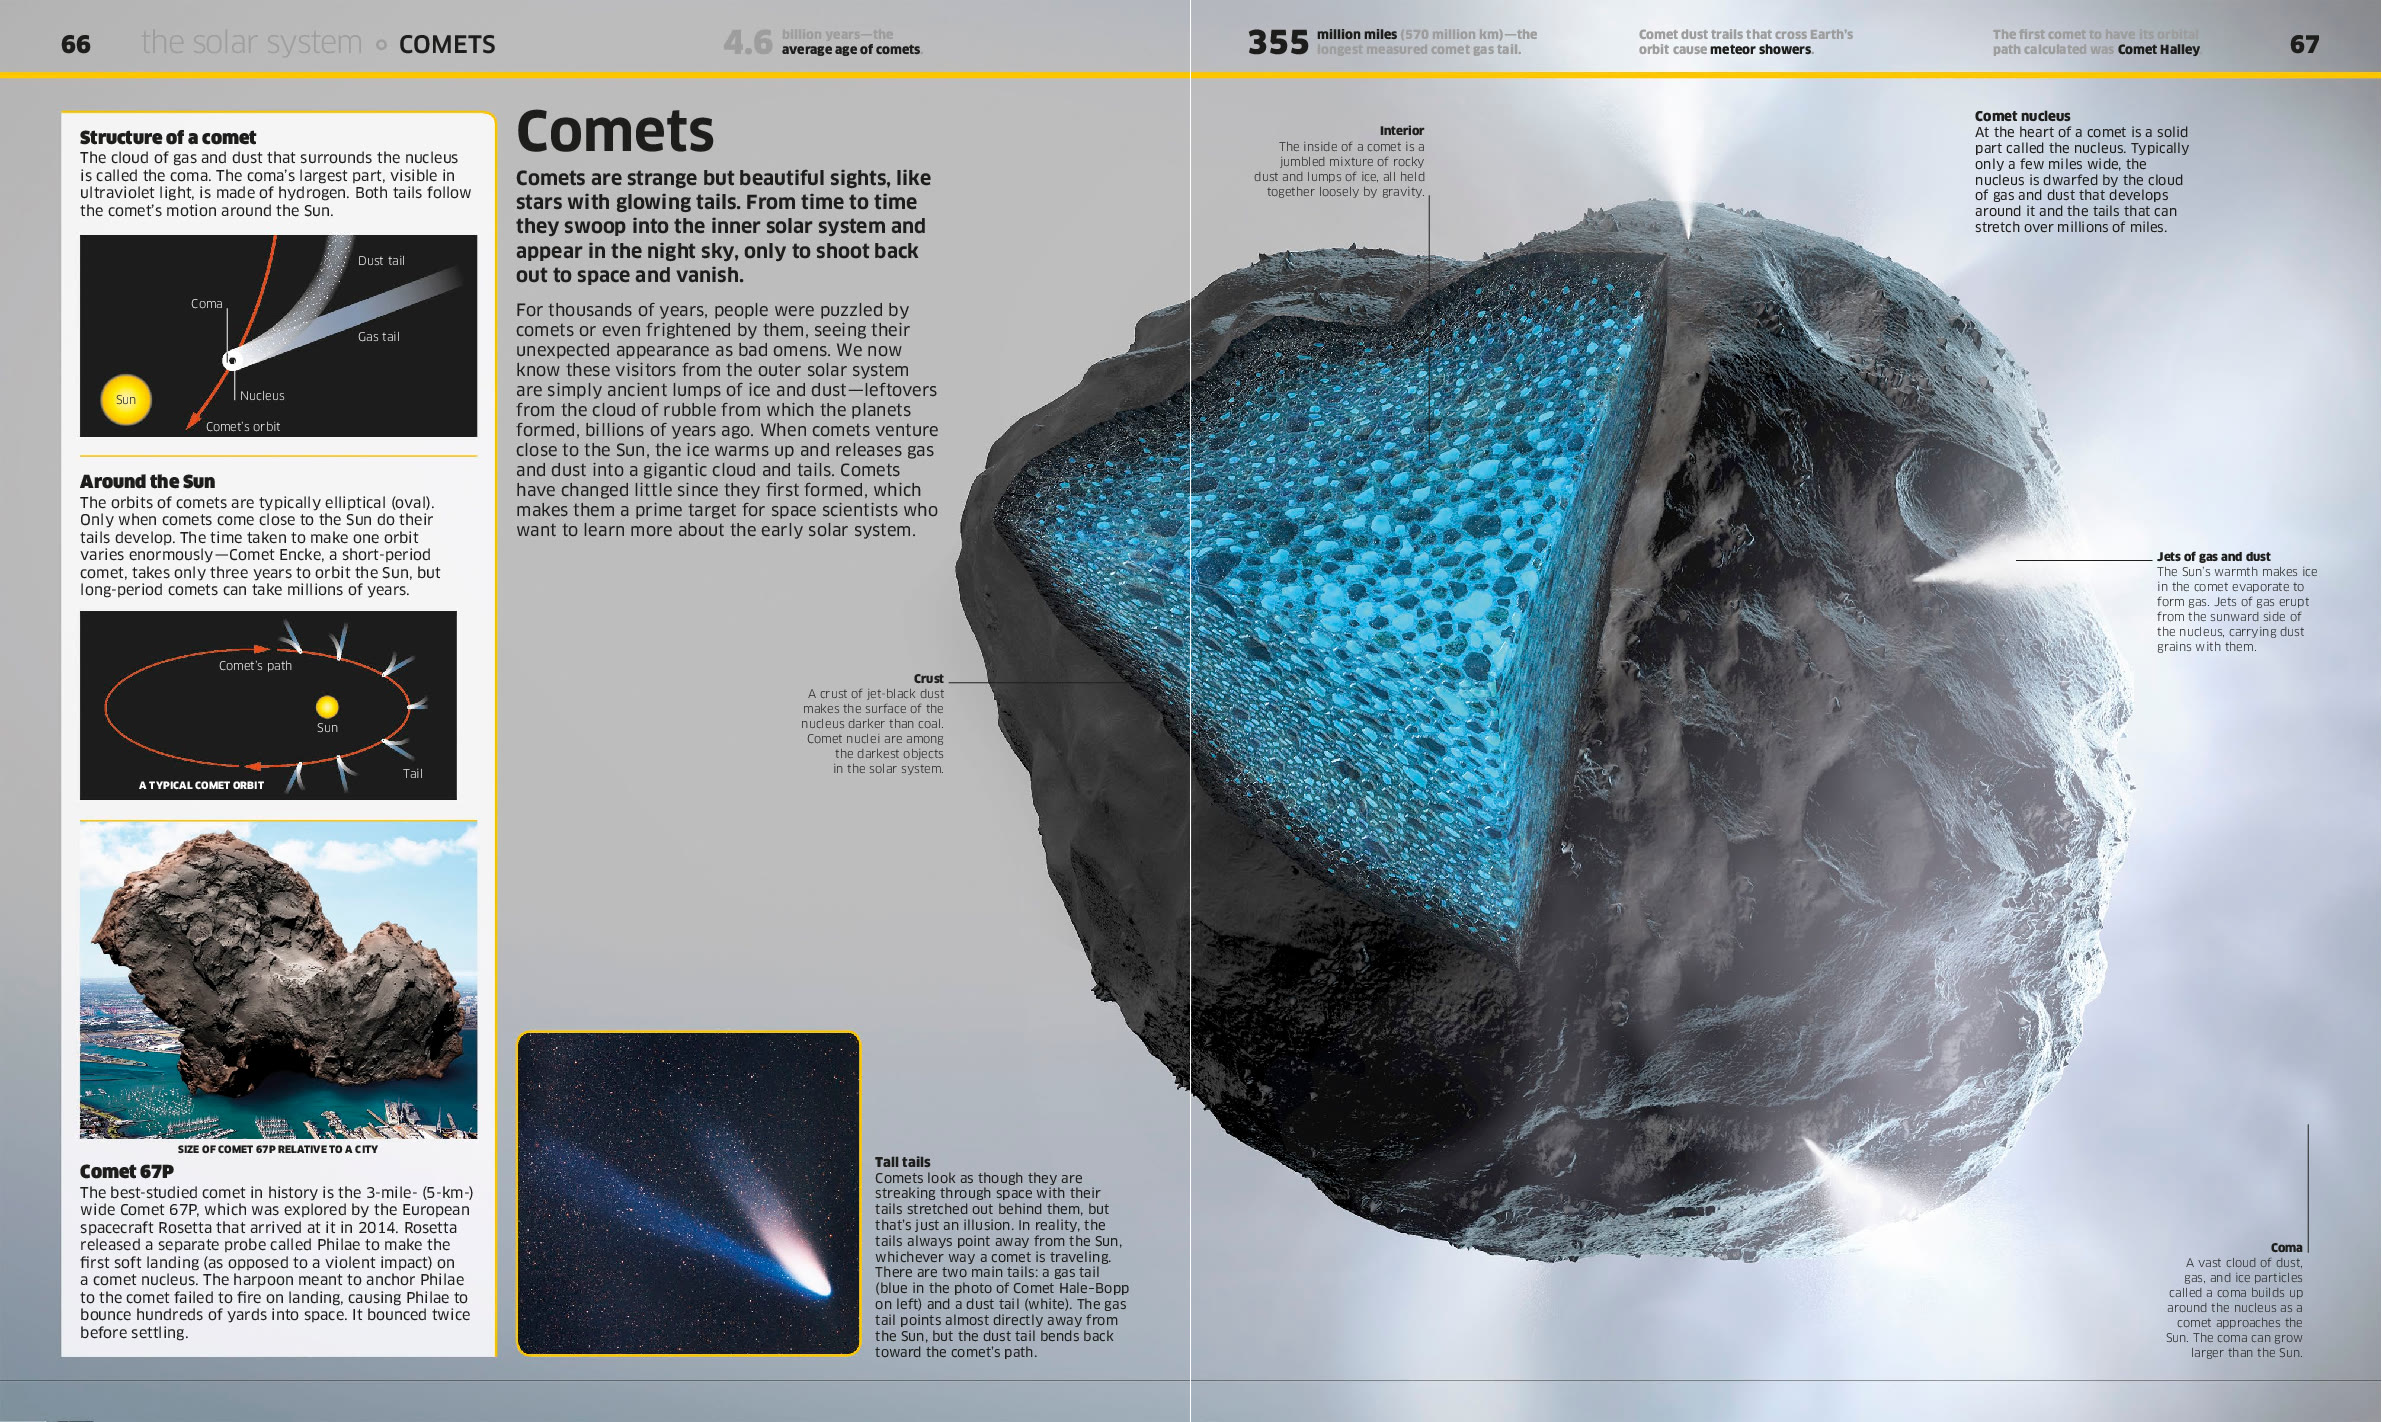 66
the solar system
COMETS
4.6 billion years—the
average age of comets.
355 million miles (570 million km)—the
longest measured comet gas tail.
Comet dust trails that cross Earth's
orbit cause meteor showers.
The first comet to have its orbital
path calculated was Comet Halley.
67
Structure of a comet
The cloud of gas and dust that surrounds the nucleus
is called the coma. The coma's largest part, visible in
ultraviolet light, is made of hydrogen. Both tails follow
the comet's motion around the Sun.
Dust tail
Coma
Gas tail
Sun
Nucleus
Comet's orbit
Around the Sun
The orbits of comets are typically elliptical (oval).
Only when comets come close to the Sun do their
tails develop. The time taken to make one orbit
varies enormously—Comet Encke, a short-period
comet, takes only three years to orbit the Sun, but
long-period comets can take millions of years.
Comet's path
Sun
Tail
A TYPICAL COMET ORBIT
SIZE OF COMET 67P RELATIVE TO A CITY
Comet 67P
The best-studied comet in history is the 3-mile- (5-km-)
wide Comet 67P, which was explored by the European
spacecraft Rosetta that arrived at it in 2014. Rosetta
released a separate probe called Philae to make the
first soft landing (as opposed to a violent impact) on
a comet nucleus. The harpoon meant to anchor Philae
to the comet failed to fire on landing, causing Philae to
bounce hundreds of yards into space. It bounced twice
before settling.
Comets
Comets are strange but beautiful sights, like
stars with glowing tails. From time to time
they swoop into the inner solar system and
appear in the night sky, only to shoot back
out to space and vanish.
For thousands of years, people were puzzled by
comets or even frightened by them, seeing their
unexpected appearance as bad omens. We now
know these visitors from the outer solar system
are simply ancient lumps of ice and dust—leftovers
from the cloud of rubble from which the planets
formed, billions of years ago. When comets venture
close to the Sun, the ice warms up and releases gas
and dust into a gigantic cloud and tails. Comets
have changed little since they first formed, which
makes them a prime target for space scientists who
want to learn more about the early solar system.
Crust
A crust of jet-black dust
makes the surface of the
nucleus darker than coal.
Comet nuclei are among
the darkest objects
in the solar system.
Tall tails
Comets look as though they are
streaking through space with their
tails stretched out behind them, but
that's just an illusion. In reality, the
tails always point away from the Sun,
whichever way a comet is traveling.
There are two main tails: a gas tail
(blue in the photo of Comet Hale–Bopp
on left) and a dust tail (white). The gas
tail points almost directly away from
the Sun, but the dust tail bends back
toward the comet's path.
Interior
The inside of a comet is a
jumbled mixture of rocky
dust and lumps of ice, all held
together loosely by gravity.
Comet nucleus
At the heart of a comet is a solid
part called the nucleus. Typically
only a few miles wide, the
nucleus is dwarfed by the cloud
of gas and dust that develops
around it and the tails that can
stretch over millions of miles.
Jets of gas and dust
The Sun's warmth makes ice
in the comet evaporate to
form gas. Jets of gas erupt
from the sunward side of
the nucleus, carrying dust
grains with them.
Coma
A vast cloud of dust,
gas, and ice particles
called a coma builds up
around the nucleus as a
comet approaches the
Sun. The coma can grow
larger than the Sun.